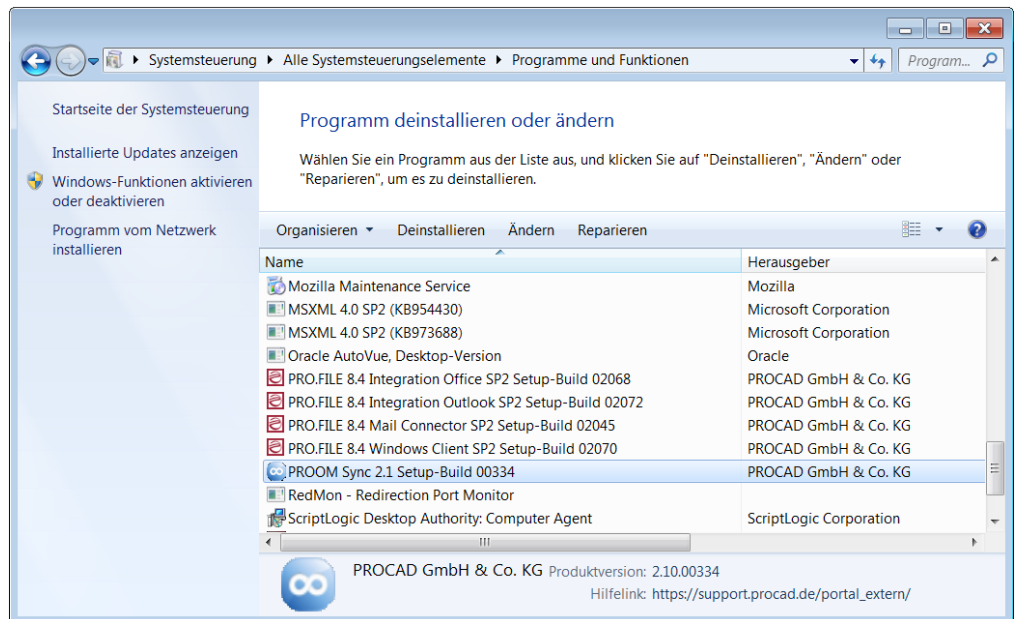 Systemsteuerung ▸ Alle Systemsteuerungselemente ▸ Programme und Funktionen
Program...
Startseite der Systemsteuerung
Installierte Updates anzeigen
Windows-Funktionen aktivieren
oder deaktivieren
Programm vom Netzwerk
installieren
Programm deinstallieren oder ändern
Wählen Sie ein Programm aus der Liste aus, und klicken Sie auf "Deinstallieren", "Ändern" oder
"Reparieren", um es zu deinstallieren.
Organisieren Deinstallieren Ändern Reparieren
Name Herausgeber
Mozilla Maintenance Service Mozilla
MSXML 4.0 SP2 (KB954430) Microsoft Corporation
MSXML 4.0 SP2 (KB973688) Microsoft Corporation
Oracle AutoVue, Desktop-Version Oracle
PRO.FILE 8.4 Integration Office SP2 Setup-Build 02068 PROCAD GmbH & Co. KG
PRO.FILE 8.4 Integration Outlook SP2 Setup-Build 02072 PROCAD GmbH & Co. KG
PRO.FILE 8.4 Mail Connector SP2 Setup-Build 02045 PROCAD GmbH & Co. KG
PRO.FILE 8.4 Windows Client SP2 Setup-Build 02070 PROCAD GmbH & Co. KG
PROOM Sync 2.1 Setup-Build 00334 PROCAD GmbH & Co. KG
RedMon - Redirection Port Monitor
ScriptLogic Desktop Authority: Computer Agent ScriptLogic Corporation
PROCAD GmbH & Co. KG Produktversion: 2.10.00334
Hilfelink: https://support.procad.de/portal_extern/